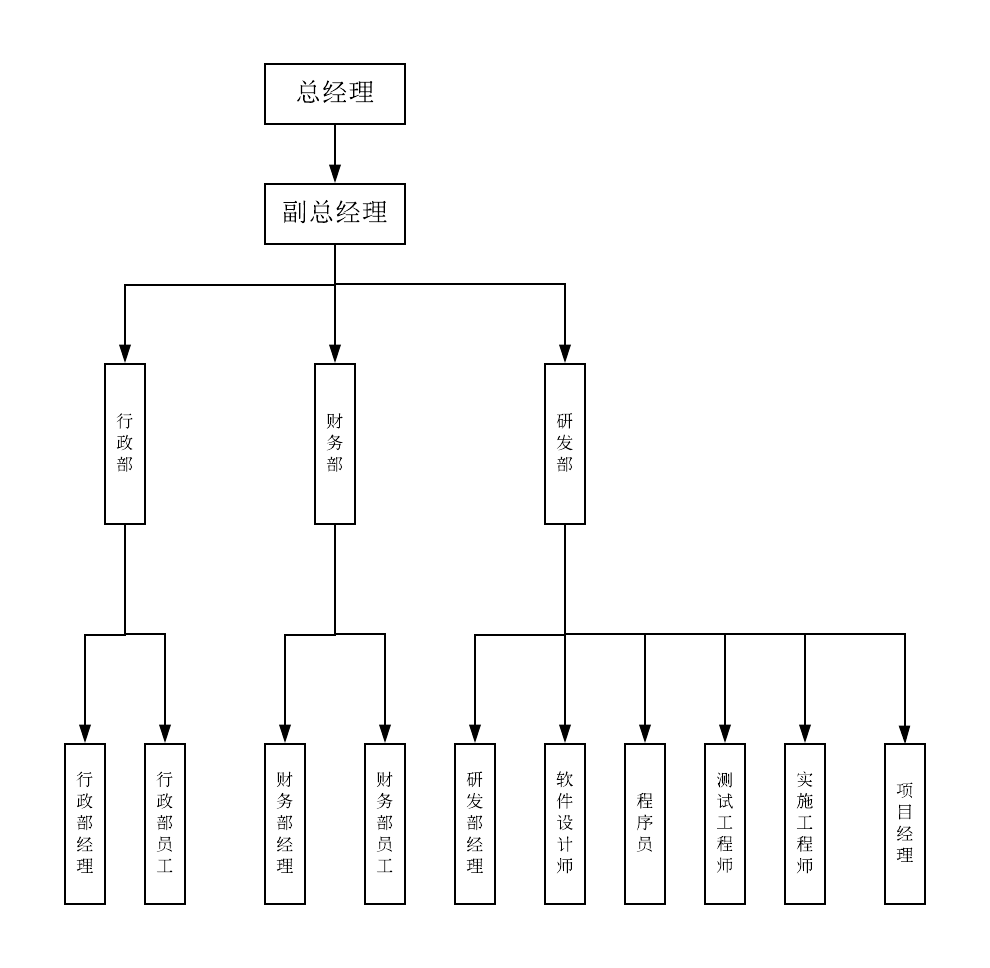 总经理
副总经理
行政部
财务部
研发部
行政部经理
行政部员工
财务部经理
财务部员工
研发部经理
软件设计师
程序员
测试工程师
实施工程师
项目经理